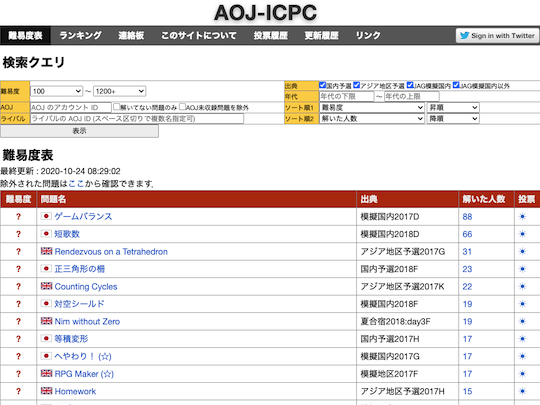 AOJ-ICPC
難易度表 ランキング 連絡板 このサイトについて 投票履歴 更新履歴 リンク Sign in with Twitter
検索クエリ
難易度 100 ～ 1200+
AOJ AOJ のアカウント ID 解いてない問題のみ AOJ未収録問題を除外
ライバル ライバルの AOJ ID (スペース区切りで複数名指定可)
表示
出典 国内予選 アジア地区予選 JAG模擬国内 JAG模擬国内以外
年代 年代の下限 ～ 年代の上限
ソート順1 難易度 昇順
ソート順2 解いた人数 降順
難易度表
最終更新 : 2020-10-24 08:29:02
除外された問題はここから確認できます.
難易度 問題名 出典 解いた人数 投票
? ゲームバランス 模擬国内2017D 88
? 短歌数 模擬国内2018D 66
? Rendezvous on a Tetrahedron アジア地区予選2017G 31
? 正三角形の柵 国内予選2018F 23
? Counting Cycles アジア地区予選2017K 22
? 対空シールド 模擬国内2018F 19
? Nim without Zero 夏合宿2018:day3F 19
? 等積変形 国内予選2017H 17
? へやわり！ (☆) 模擬国内2017G 17
? RPG Maker (☆) 模擬地区2017F 17
? Homework アジア地区予選2017H 15